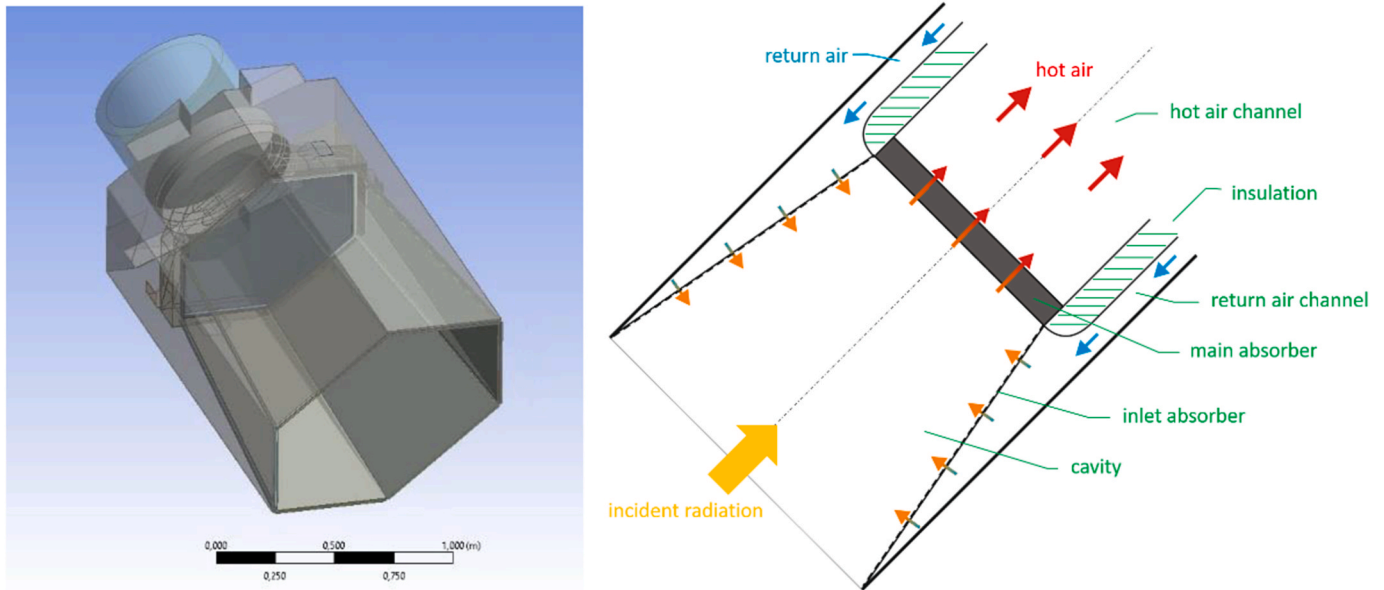 0,000
0,500
1,000 (m)
0,250
0,750
return air
hot air
hot air channel
insulation
return air channel
main absorber
inlet absorber
cavity
incident radiation